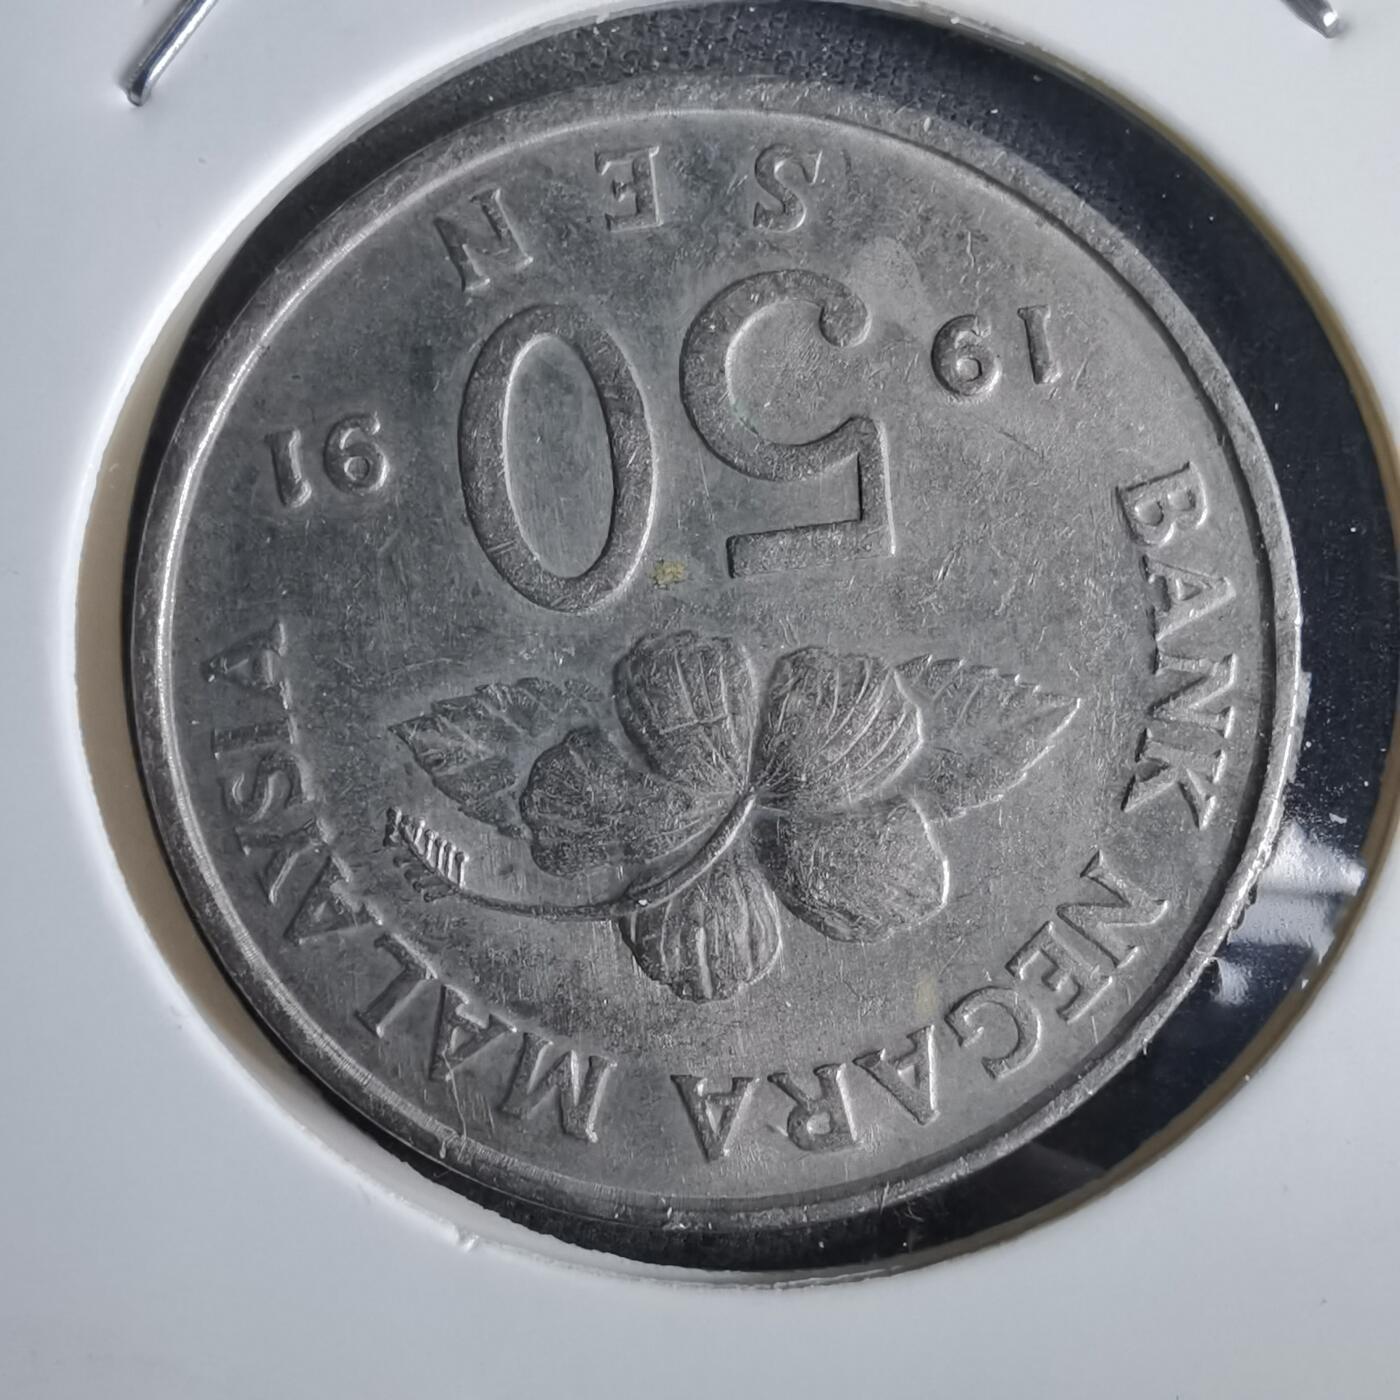 BANK NEGARA MALAYSIA
19 91
50
SEN